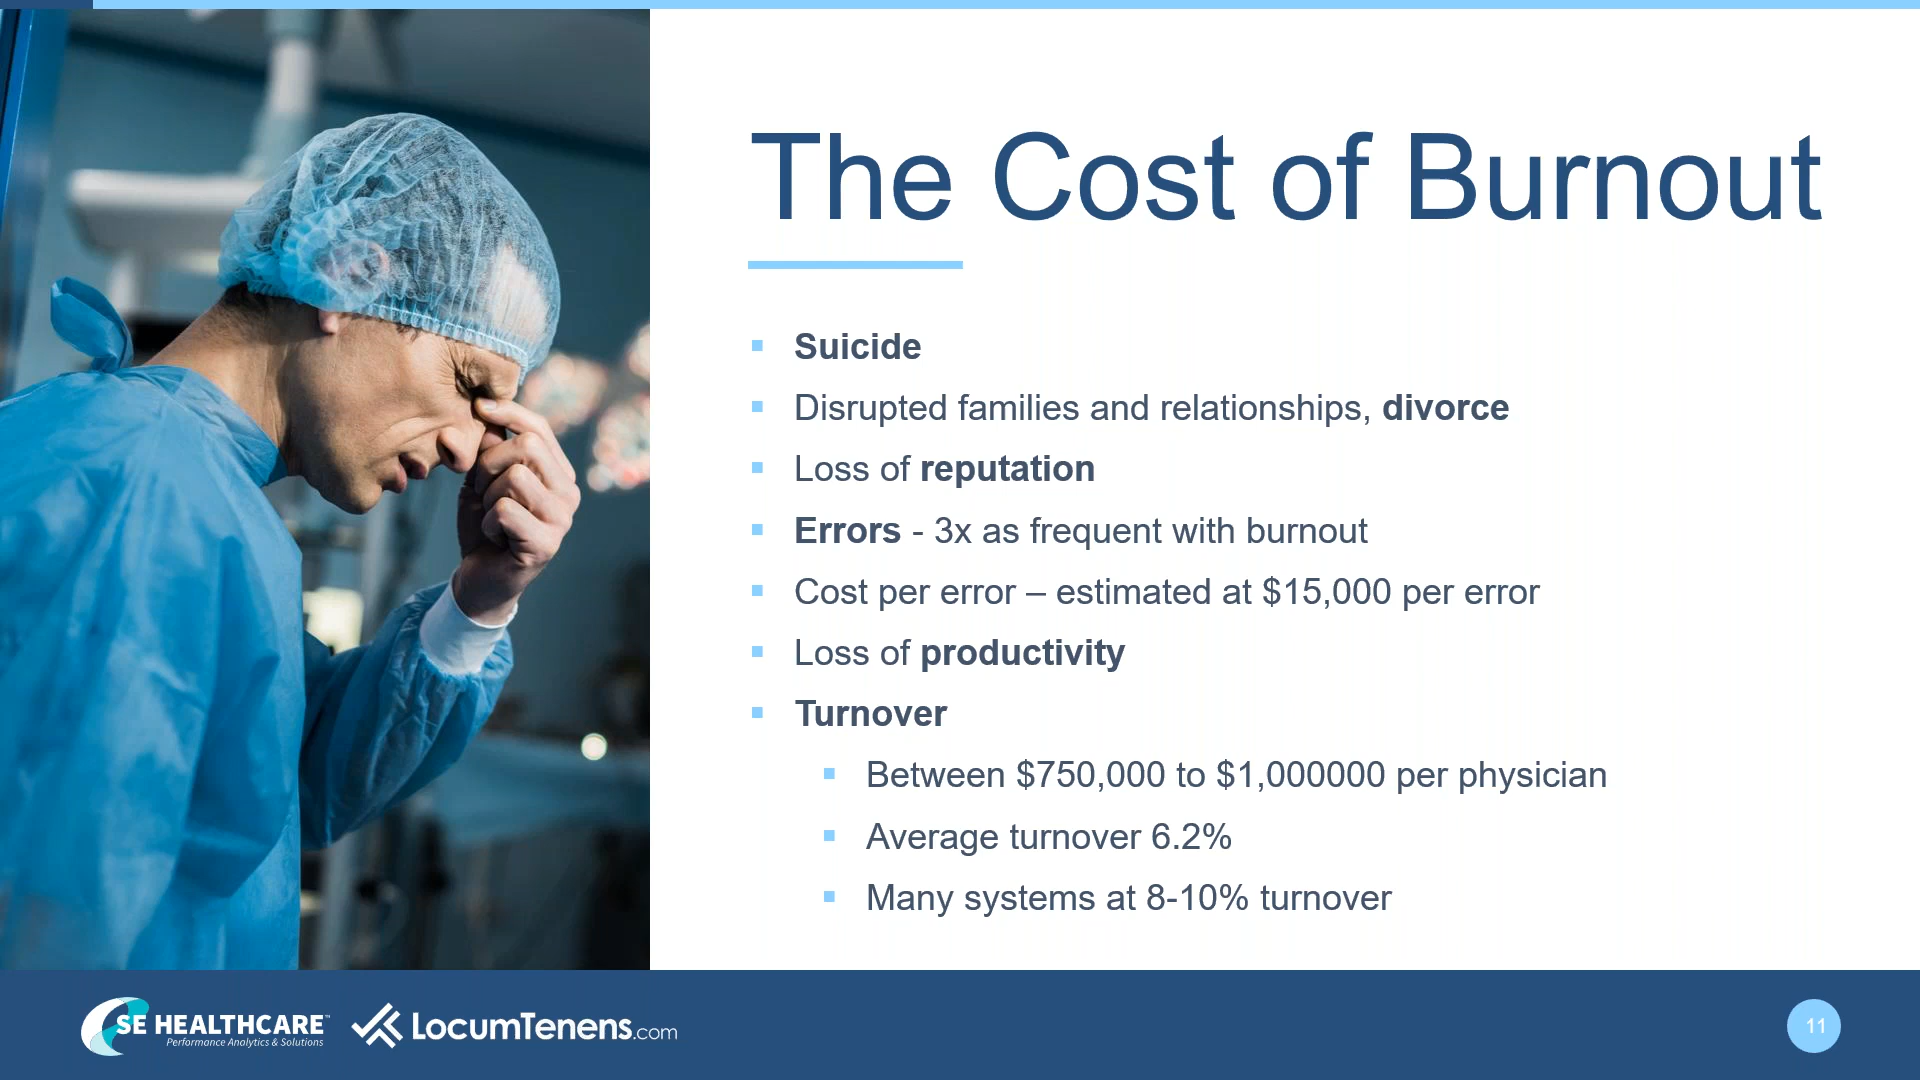 The Cost of Burnout
Suicide
Disrupted families and relationships, divorce
Loss of reputation
Errors - 3x as frequent with burnout
Cost per error – estimated at $15,000 per error
Loss of productivity
Turnover
Between $750,000 to $1,000000 per physician
Average turnover 6.2%
Many systems at 8-10% turnover
SE HEALTHCARE™
Performance Analytics & Solutions
LocumTenens.com
11